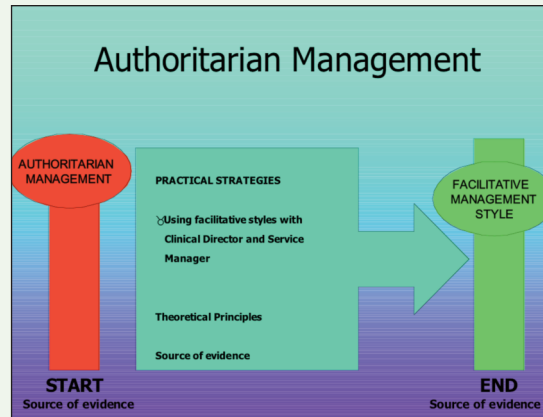 Authoritarian Management
AUTHORITARIAN
MANAGEMENT
PRACTICAL STRATEGIES
♉Using facilitative styles with
Clinical Director and Service
Manager
Theoretical Principles
Source of evidence
FACILITATIVE
MANAGEMENT
STYLE
START
Source of evidence
END
Source of evidence